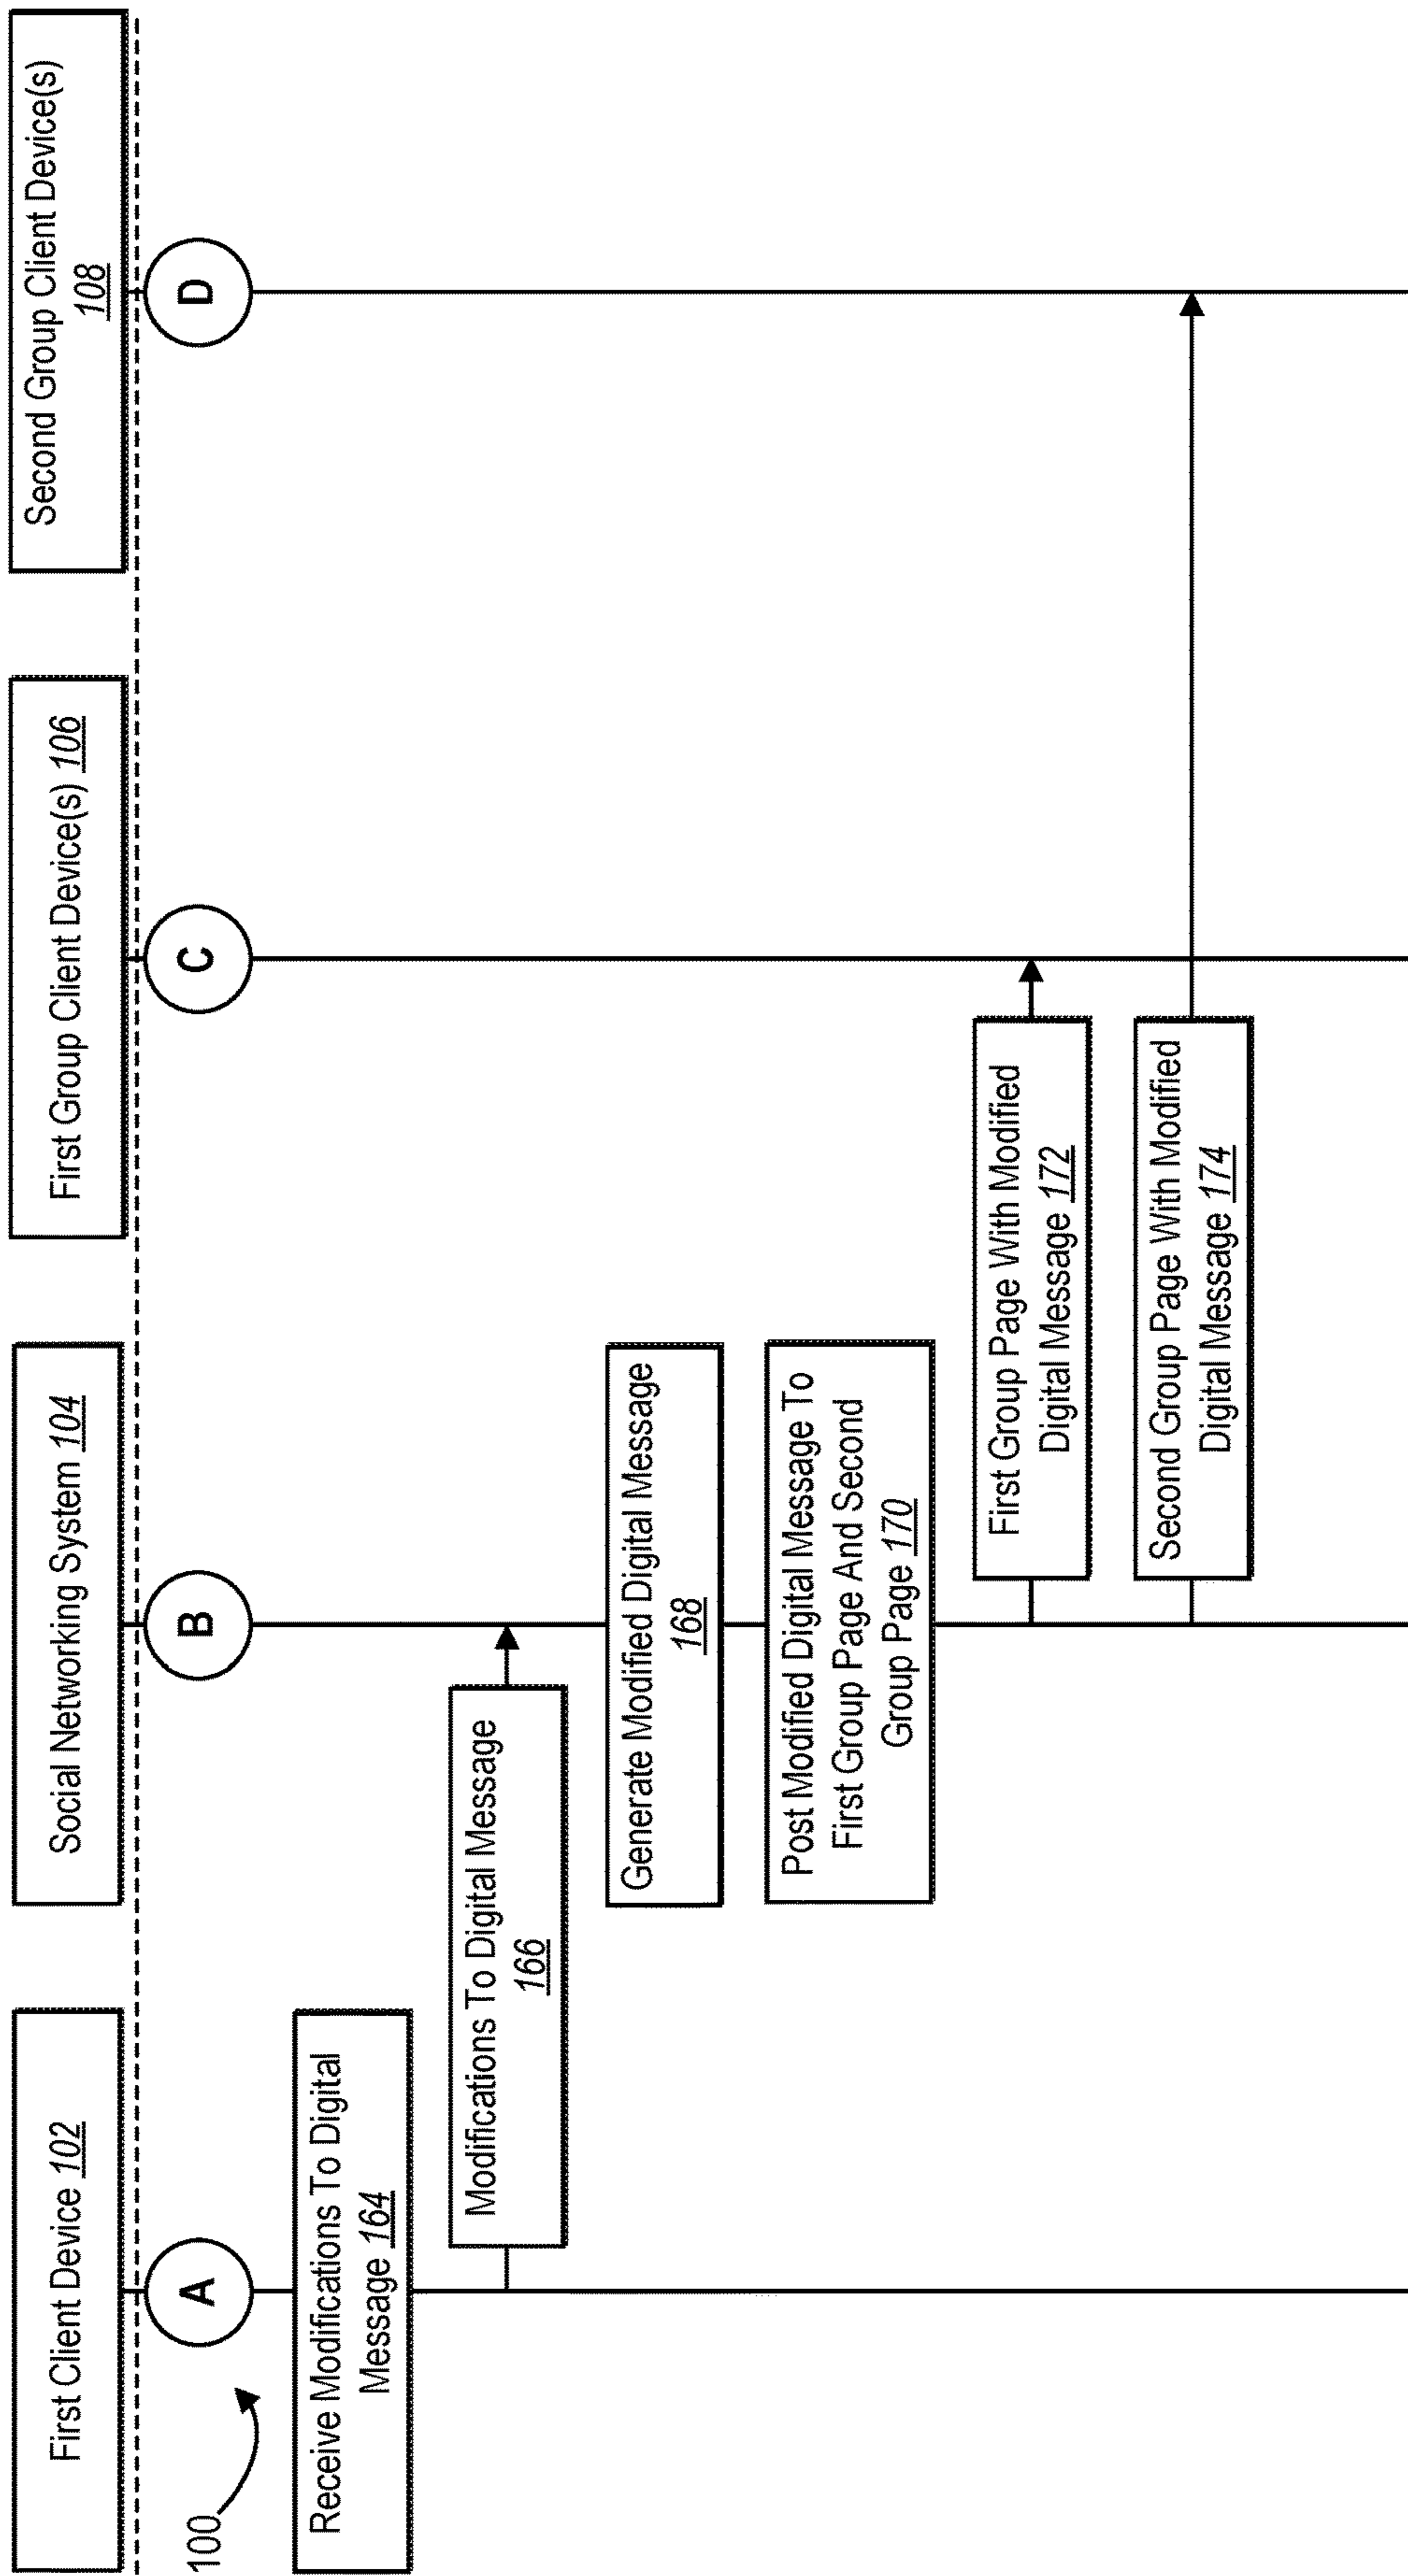 First Client Device 102
Social Networking System 104
First Group Client Device(s) 106
Second Group Client Device(s)
108
A
B
C
D
100
Receive Modifications To Digital
Message 164
Modifications To Digital Message
166
Generate Modified Digital Message
168
Post Modified Digital Message To
First Group Page And Second
Group Page 170
First Group Page With Modified
Digital Message 172
Second Group Page With Modified
Digital Message 174